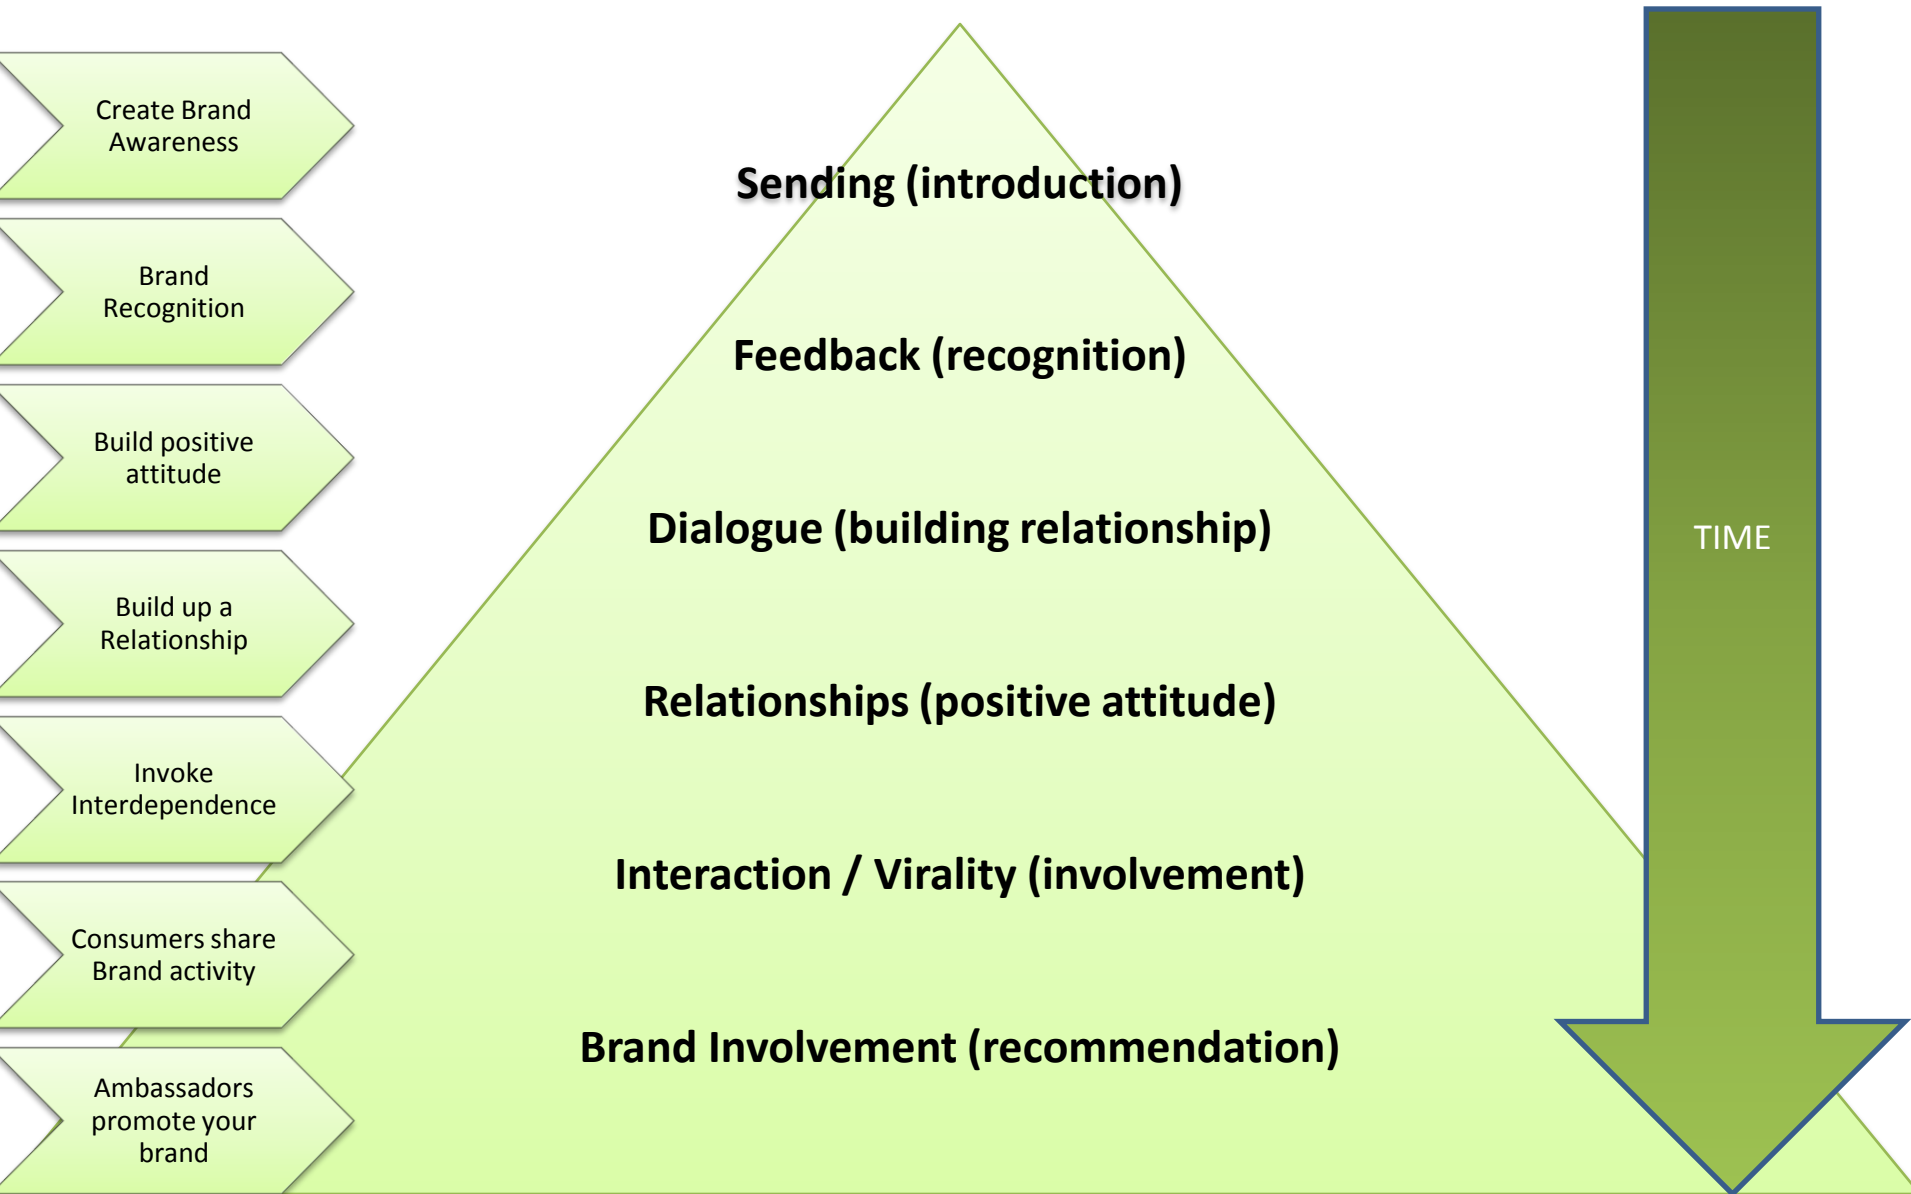 Create Brand
Awareness
Brand
Recognition
Build positive
attitude
Build up a
Relationship
Invoke
Interdependence
Consumers share
Brand activity
Ambassadors
promote your
brand
Sending (introduction)
Feedback (recognition)
Dialogue (building relationship)
Relationships (positive attitude)
Interaction / Virality (involvement)
Brand Involvement (recommendation)
TIME